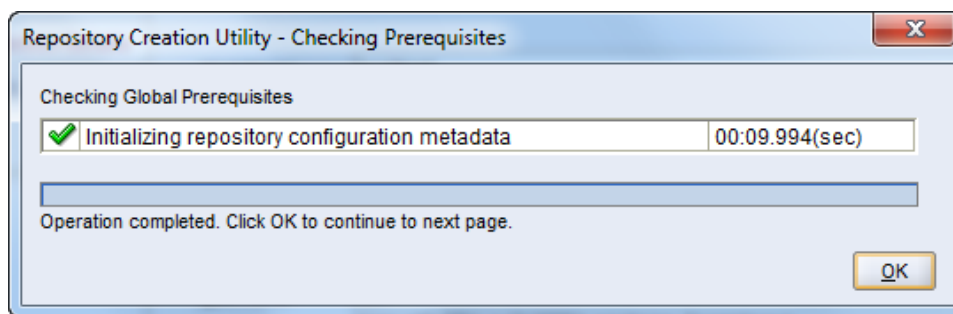 Repository Creation Utility - Checking Prerequisites
Checking Global Prerequisites
Initializing repository configuration metadata 00:09.994(sec)
Operation completed. Click OK to continue to next page.
OK